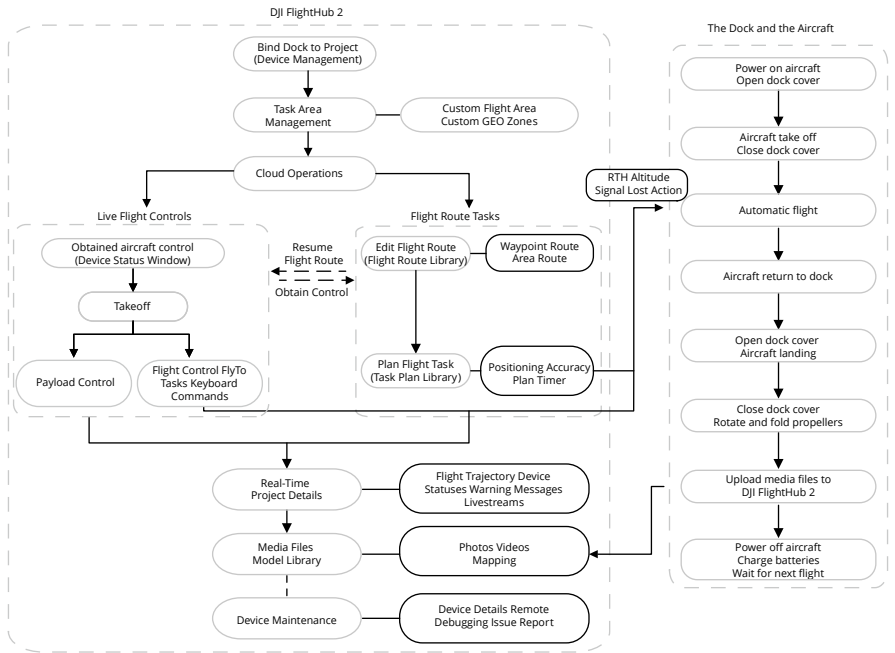 DJI FlightHub 2
Bind Dock to Project
(Device Management)
Task Area
Management
Custom Flight Area
Custom GEO Zones
Cloud Operations
Live Flight Controls
Flight Route Tasks
Obtained aircraft control
(Device Status Window)
Takeoff
Payload Control
Flight Control FlyTo
Tasks Keyboard
Commands
Resume
Flight Route
Obtain Control
Edit Flight Route
(Flight Route Library)
Waypoint Route
Area Route
Plan Flight Task
(Task Plan Library)
Positioning Accuracy
Plan Timer
RTH Altitude
Signal Lost Action
Real-Time
Project Details
Flight Trajectory Device
Statuses Warning Messages
Livestreams
Media Files
Model Library
Photos Videos
Mapping
Device Maintenance
Device Details Remote
Debugging Issue Report
The Dock and the Aircraft
Power on aircraft
Open dock cover
Aircraft take off
Close dock cover
Automatic flight
Aircraft return to dock
Open dock cover
Aircraft landing
Close dock cover
Rotate and fold propellers
Upload media files to
DJI FlightHub 2
Power off aircraft
Charge batteries
Wait for next flight